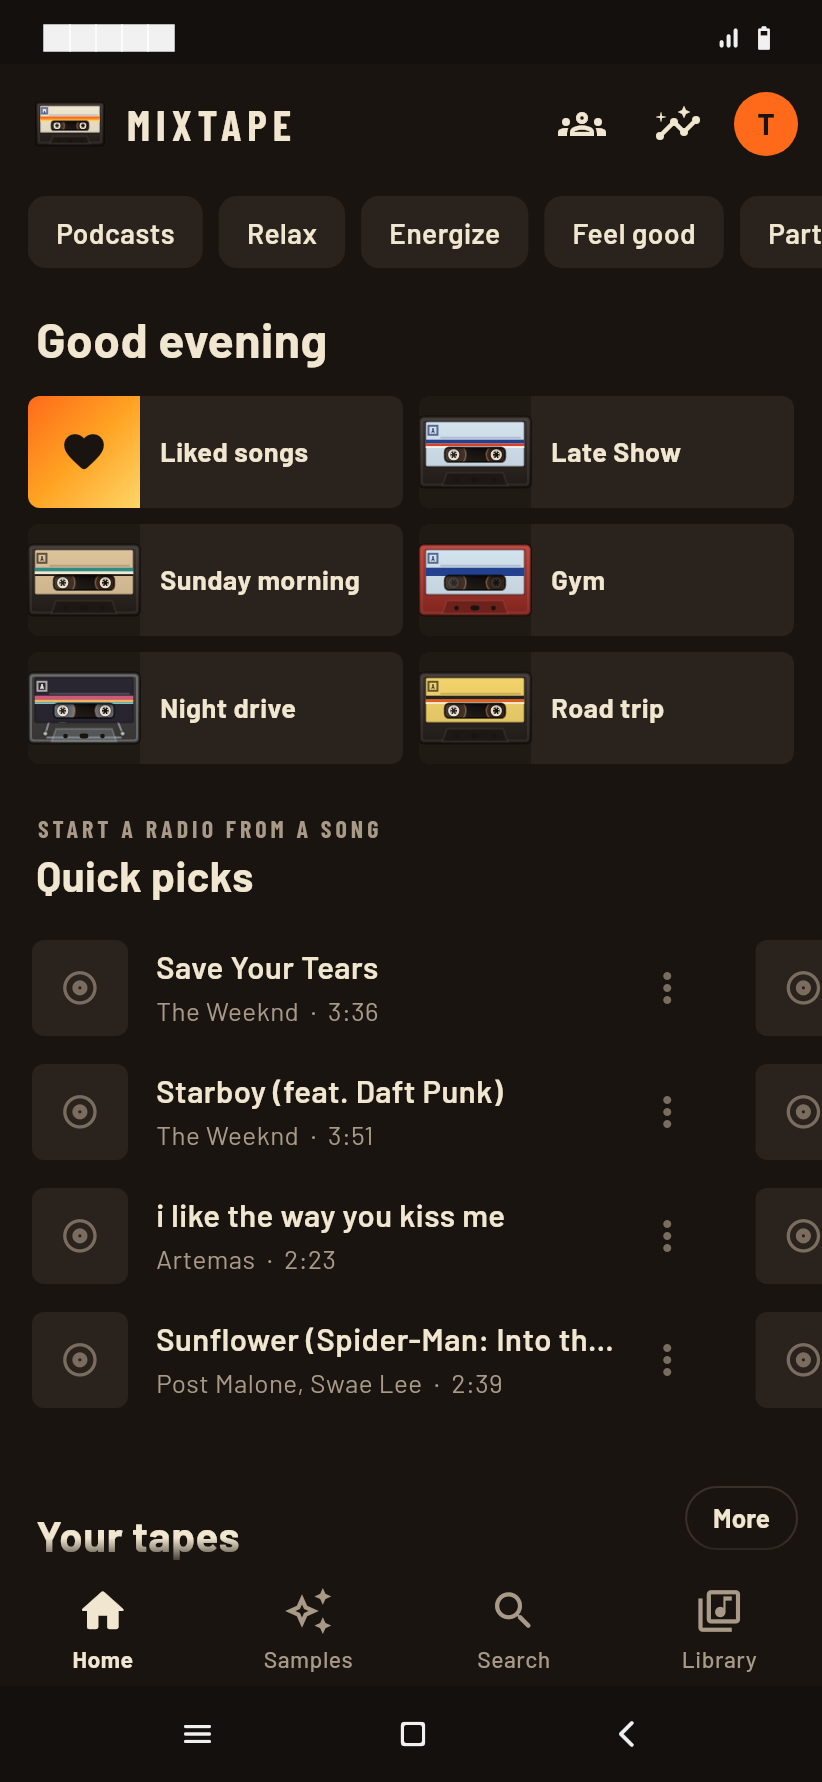 MIXTAPE
T
Podcasts
Relax
Energize
Feel good
Part
Good evening
Liked songs
Late Show
Sunday morning
Gym
Night drive
Road trip
START A RADIO FROM A SONG
Quick picks
Save Your Tears
The Weeknd · 3:36
Starboy (feat. Daft Punk)
The Weeknd · 3:51
i like the way you kiss me
Artemas · 2:23
Sunflower (Spider-Man: Into th...
Post Malone, Swae Lee · 2:39
Your tapes
More
Home
Samples
Search
Library